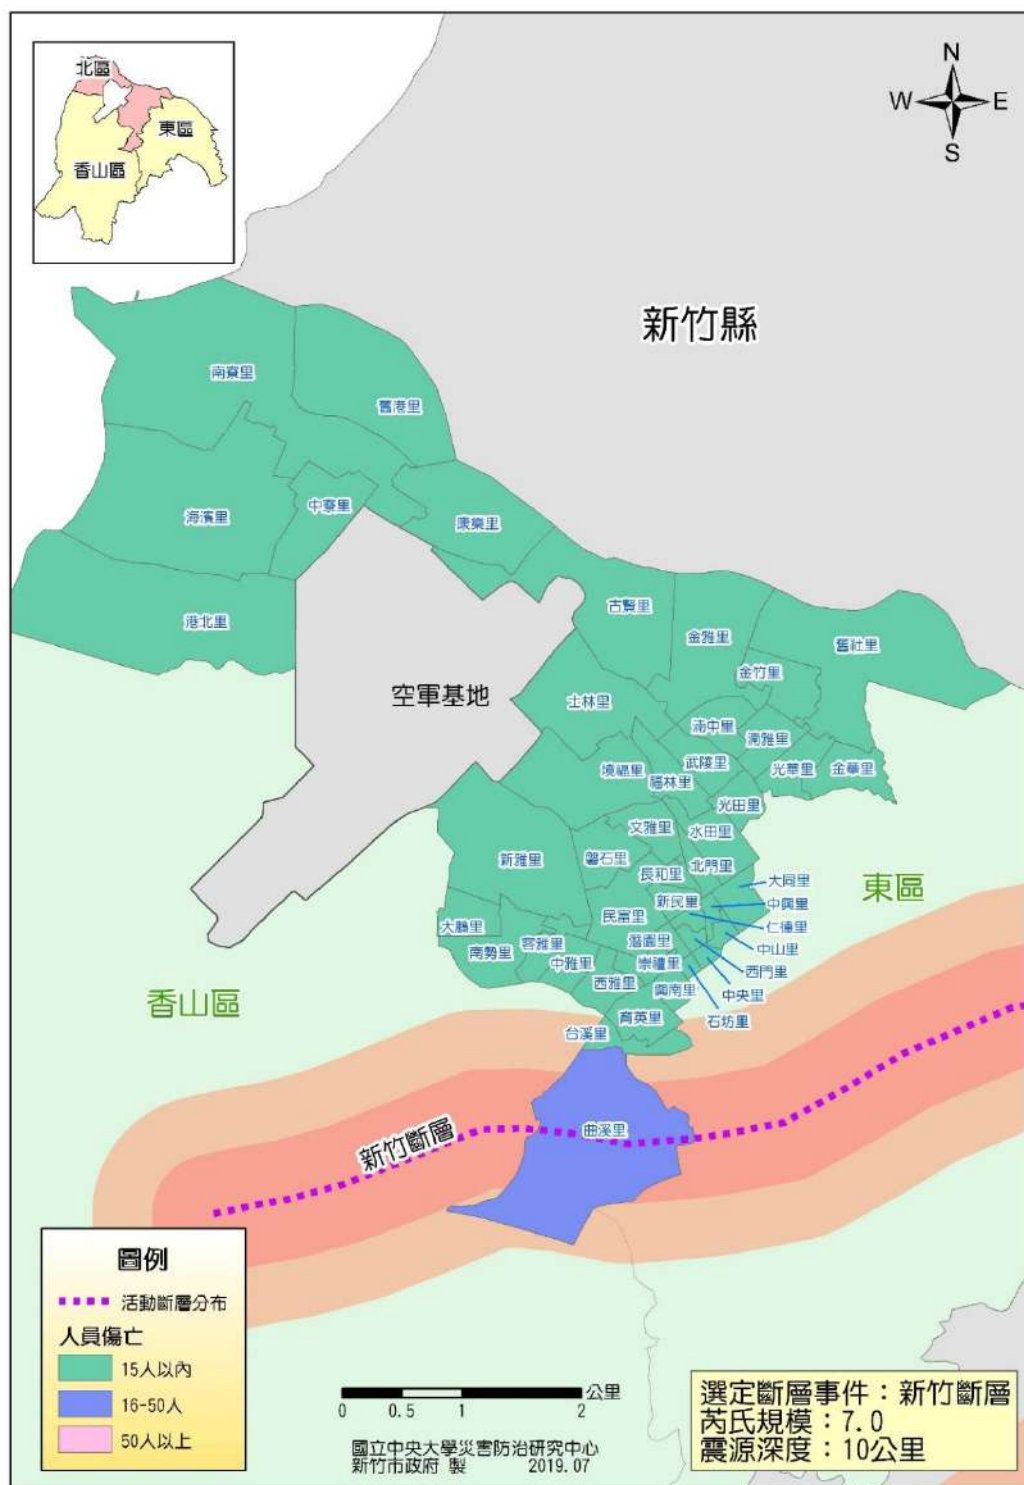 北區
東區
香山區
N
W
E
S
新竹縣
南寮里
舊港里
海濱里
中寮里
康樂里
港北里
古賢里
金雅里
舊社里
金竹里
空軍基地
士林里
湳中里
湳雅里
境福里
武陵里
福林里
光華里
金華里
光田里
文雅里
水田里
新雅里
磐石里
長和里
北門里
大同里
東區
新民里
中興里
民富里
仁德里
大鵬里
容雅里
潛園里
中山里
南勢里
中雅里
崇禮里
西門里
西雅里
興南里
中央里
香山區
石坊里
育英里
台溪里
曲溪里
新竹斷層
圖例
活動斷層分布
人員傷亡
15人以內
16-50人
50人以上
公里
0 0.5 1 2
國立中央大學災害防治研究中心
新竹市政府 製 2019.07
選定斷層事件：新竹斷層
芮氏規模：7.0
震源深度：10公里